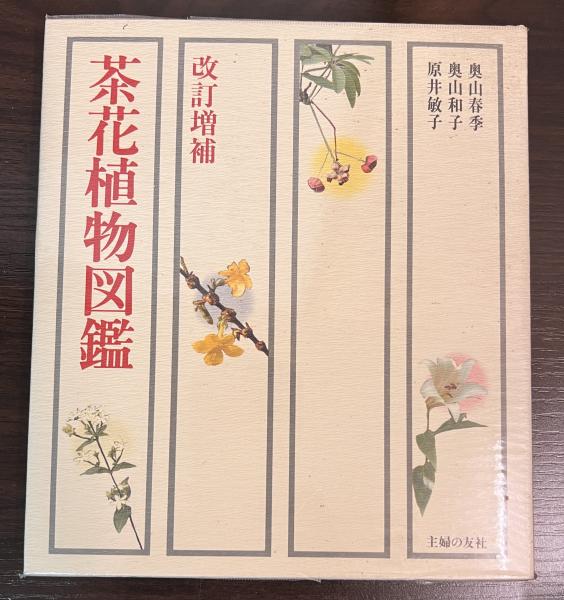 茶花植物図鑑
改訂増補
奥山春季
奥山和子
原井敏子
主婦の友社